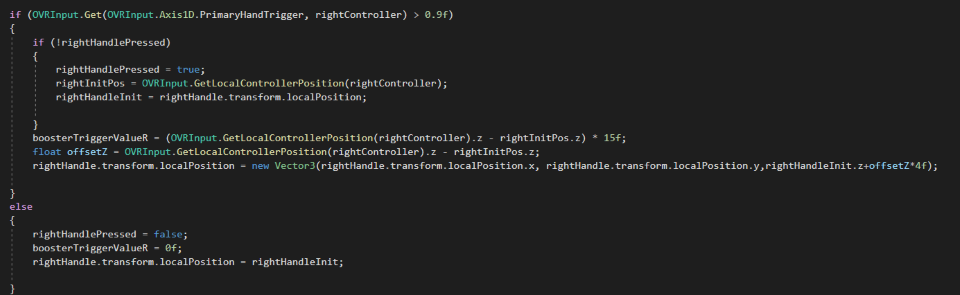 if (OVRInput.Get(OVRInput.Axis1D.PrimaryHandTrigger, rightController) > 0.9f)
{
if (!rightHandlePressed)
{
rightHandlePressed = true;
rightInitPos = OVRInput.GetLocalControllerPosition(rightController);
rightHandleInit = rightHandle.transform.localPosition;
}
boosterTriggerValueR = (OVRInput.GetLocalControllerPosition(rightController).z - rightInitPos.z) * 15f;
float offsetZ = OVRInput.GetLocalControllerPosition(rightController).z - rightInitPos.z;
rightHandle.transform.localPosition = new Vector3(rightHandle.transform.localPosition.x, rightHandle.transform.localPosition.y,rightHandleInit.z+offsetZ*4f);
}
else
{
rightHandlePressed = false;
boosterTriggerValueR = 0f;
rightHandle.transform.localPosition = rightHandleInit;
}